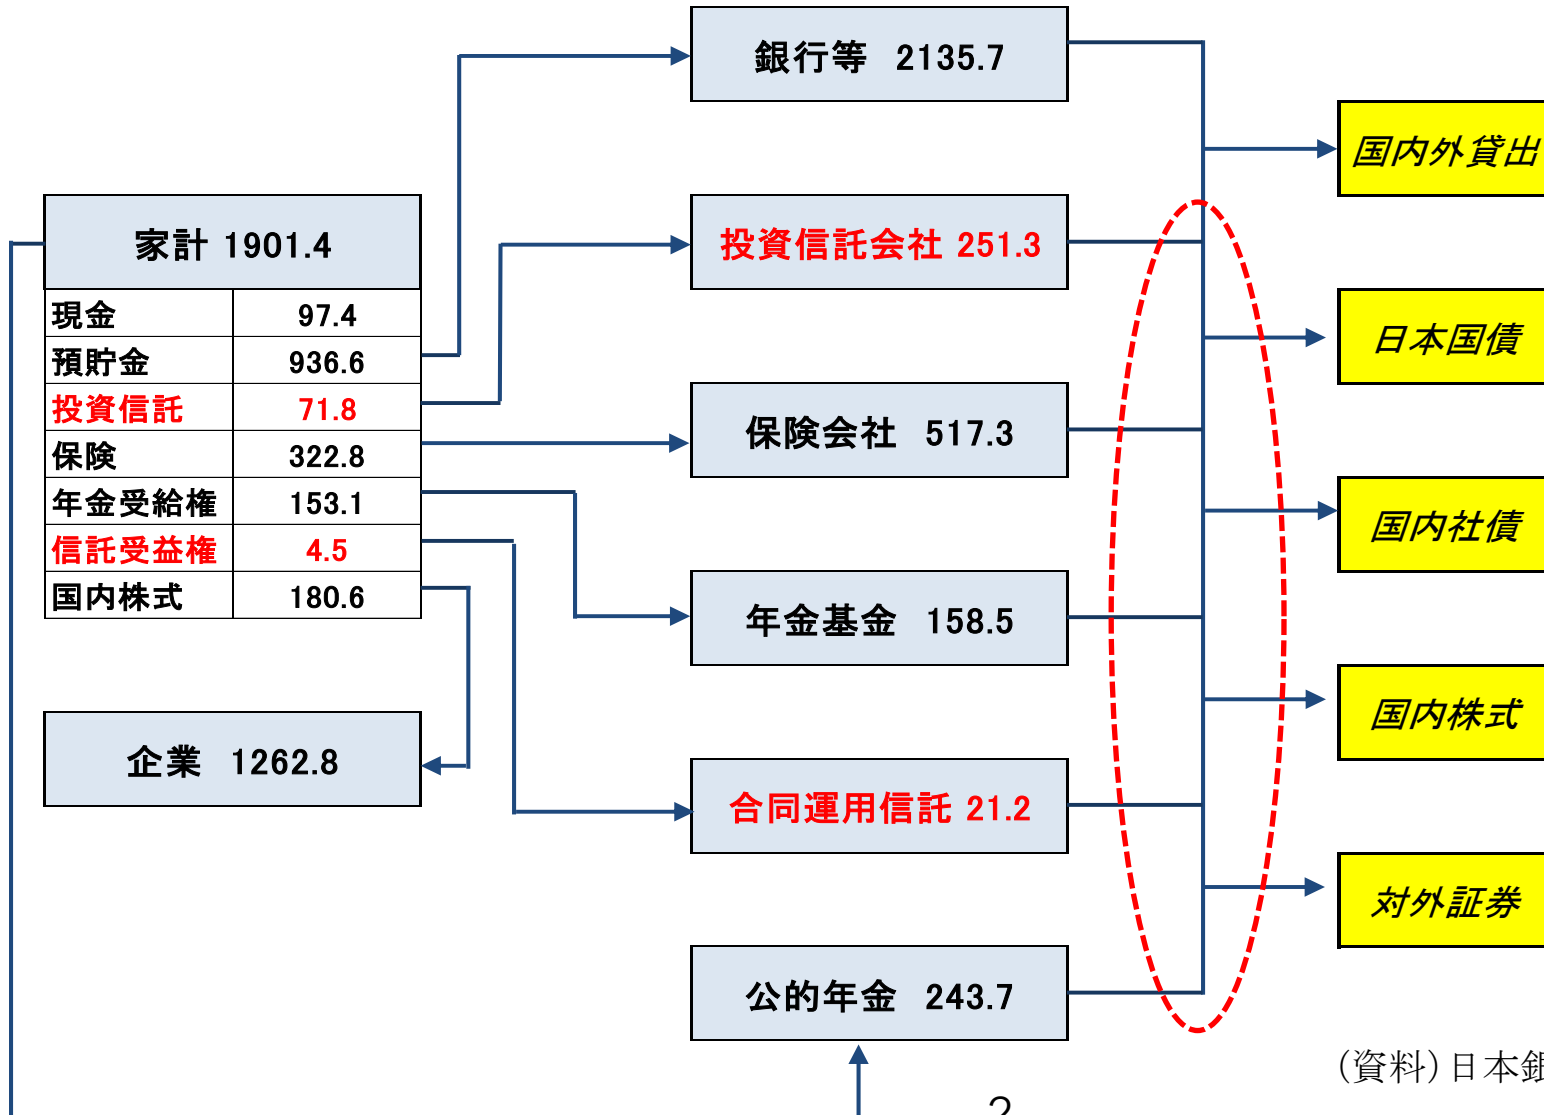 銀行等 2135.7
国内外貸出
家計 1901.4
投資信託会社 251.3
現金 97.4
預貯金 936.6
投資信託 71.8
保険 322.8
年金受給権 153.1
信託受益権 4.5
国内株式 180.6
日本国債
保険会社 517.3
国内社債
年金基金 158.5
国内株式
企業 1262.8
合同運用信託 21.2
対外証券
公的年金 243.7
(資料)日本銀